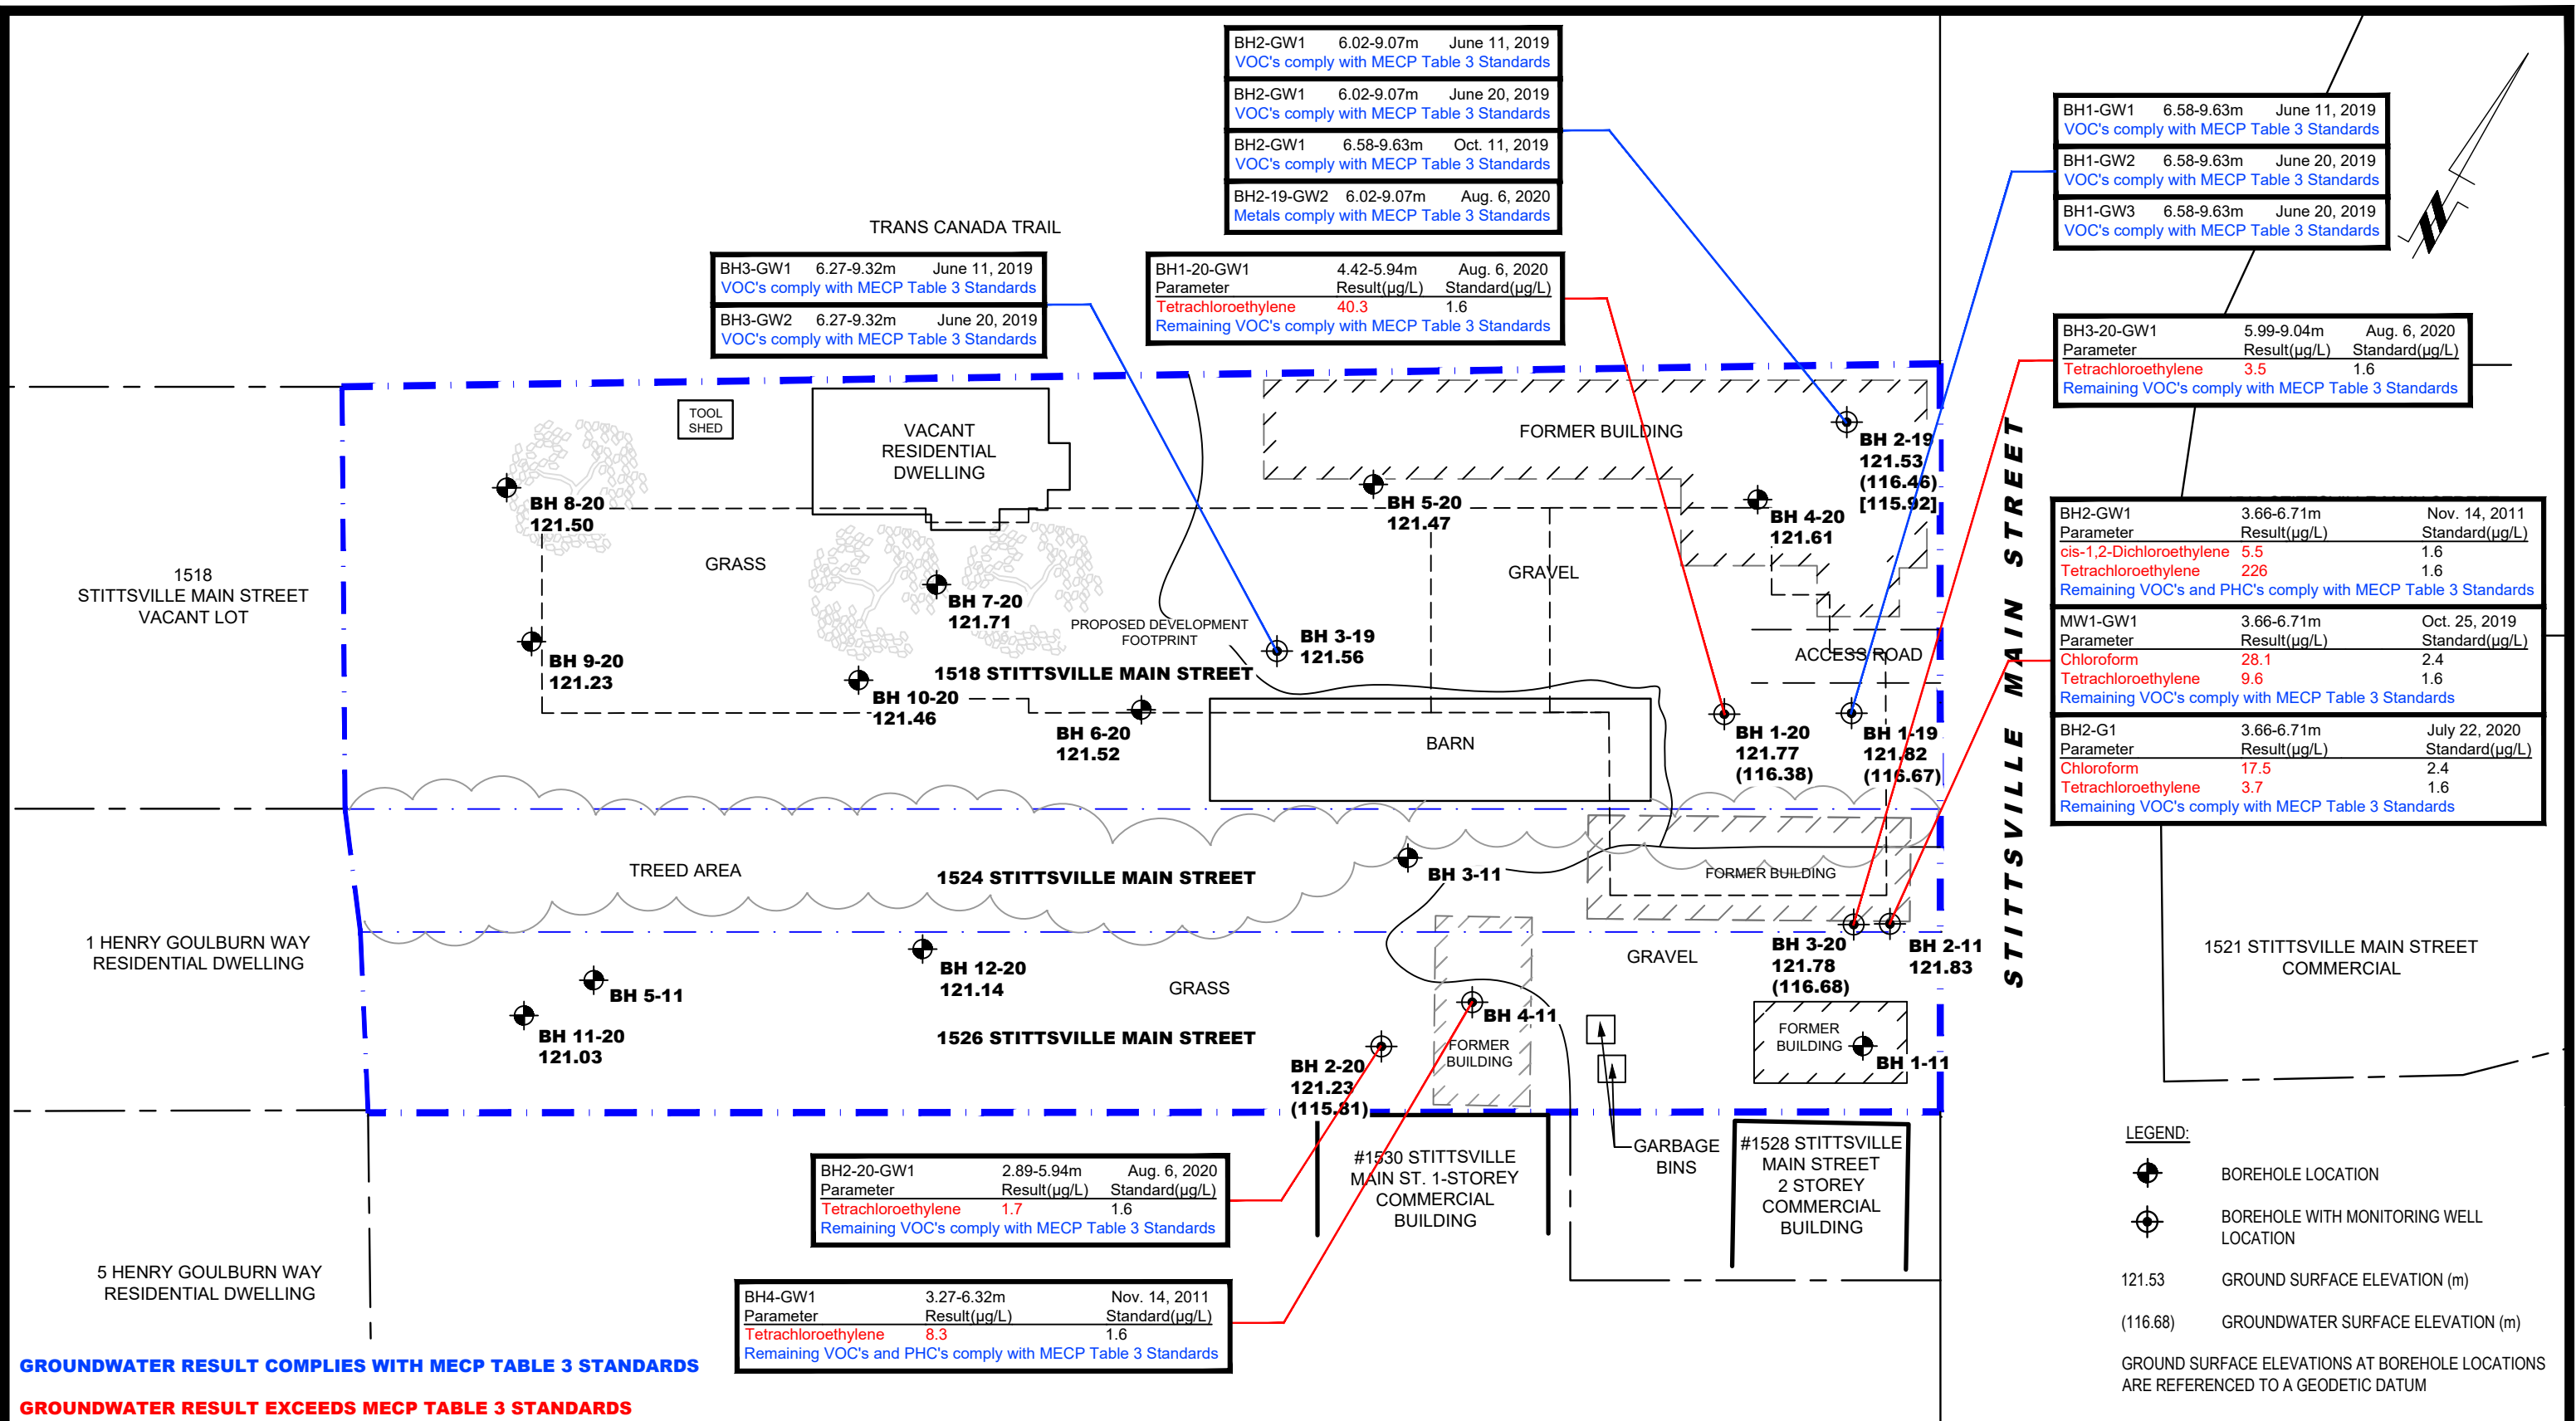 BH2-GW1 6.02-9.07m June 11, 2019
VOC's comply with MECP Table 3 Standards
BH2-GW1 6.02-9.07m June 20, 2019
VOC's comply with MECP Table 3 Standards
BH2-GW1 6.58-9.63m Oct. 11, 2019
VOC's comply with MECP Table 3 Standards
BH2-19-GW2 6.02-9.07m Aug. 6, 2020
Metals comply with MECP Table 3 Standards
BH1-GW1 6.58-9.63m June 11, 2019
VOC's comply with MECP Table 3 Standards
BH1-GW2 6.58-9.63m June 20, 2019
VOC's comply with MECP Table 3 Standards
BH1-GW3 6.58-9.63m June 20, 2019
VOC's comply with MECP Table 3 Standards
TRANS CANADA TRAIL
BH3-GW1 6.27-9.32m June 11, 2019
VOC's comply with MECP Table 3 Standards
BH3-GW2 6.27-9.32m June 20, 2019
VOC's comply with MECP Table 3 Standards
BH1-20-GW1 4.42-5.94m Aug. 6, 2020
Parameter Result(µg/L) Standard(µg/L)
Tetrachloroethylene 40.3 1.6
Remaining VOC's comply with MECP Table 3 Standards
BH3-20-GW1 5.99-9.04m Aug. 6, 2020
Parameter Result(µg/L) Standard(µg/L)
Tetrachloroethylene 3.5 1.6
Remaining VOC's comply with MECP Table 3 Standards
BH2-GW1 3.66-6.71m Nov. 14, 2011
Parameter Result(µg/L) Standard(µg/L)
cis-1,2-Dichloroethylene 5.5 1.6
Tetrachloroethylene 226 1.6
Remaining VOC's and PHC's comply with MECP Table 3 Standards
MW1-GW1 3.66-6.71m Oct. 25, 2019
Parameter Result(µg/L) Standard(µg/L)
Chloroform 28.1 2.4
Tetrachloroethylene 9.6 1.6
Remaining VOC's comply with MECP Table 3 Standards
BH2-G1 3.66-6.71m July 22, 2020
Parameter Result(µg/L) Standard(µg/L)
Chloroform 17.5 2.4
Tetrachloroethylene 3.7 1.6
Remaining VOC's comply with MECP Table 3 Standards
TOOL
SHED
VACANT
RESIDENTIAL
DWELLING
FORMER BUILDING
BH 2-19
121.53
(116.46)
[115.92]
BH 8-20
121.50
BH 5-20
121.47
BH 4-20
121.61
GRASS
GRAVEL
1518
STITTSVILLE MAIN STREET
VACANT LOT
BH 7-20
121.71
PROPOSED DEVELOPMENT
FOOTPRINT
BH 3-19
121.56
ACCESS ROAD
BH 9-20
121.23
1518 STITTSVILLE MAIN STREET
BH 10-20
121.46
BH 6-20
121.52
BARN
BH 1-20
121.77
(116.38)
BH 1-19
121.82
(116.67)
STITTSVILLE MAIN STREET
TREED AREA
1524 STITTSVILLE MAIN STREET
BH 3-11
FORMER BUILDING
1 HENRY GOULBURN WAY
RESIDENTIAL DWELLING
BH 12-20
121.14
GRASS
GRAVEL
BH 3-20
121.78
(116.68)
BH 2-11
121.83
1521 STITTSVILLE MAIN STREET
COMMERCIAL
BH 5-11
BH 11-20
121.03
1526 STITTSVILLE MAIN STREET
BH 4-11
FORMER
BUILDING
FORMER
BUILDING
BH 1-11
BH 2-20
121.23
(115.81)
GARBAGE
BINS
#1530 STITTSVILLE
MAIN ST. 1-STOREY
COMMERCIAL
BUILDING
#1528 STITTSVILLE
MAIN STREET
2 STOREY
COMMERCIAL
BUILDING
BH2-20-GW1 2.89-5.94m Aug. 6, 2020
Parameter Result(µg/L) Standard(µg/L)
Tetrachloroethylene 1.7 1.6
Remaining VOC's comply with MECP Table 3 Standards
BH4-GW1 3.27-6.32m Nov. 14, 2011
Parameter Result(µg/L) Standard(µg/L)
Tetrachloroethylene 8.3 1.6
Remaining VOC's and PHC's comply with MECP Table 3 Standards
5 HENRY GOULBURN WAY
RESIDENTIAL DWELLING
GROUNDWATER RESULT COMPLIES WITH MECP TABLE 3 STANDARDS
GROUNDWATER RESULT EXCEEDS MECP TABLE 3 STANDARDS
LEGEND:
BOREHOLE LOCATION
BOREHOLE WITH MONITORING WELL
LOCATION
121.53 GROUND SURFACE ELEVATION (m)
(116.68) GROUNDWATER SURFACE ELEVATION (m)
GROUND SURFACE ELEVATIONS AT BOREHOLE LOCATIONS
ARE REFERENCED TO A GEODETIC DATUM